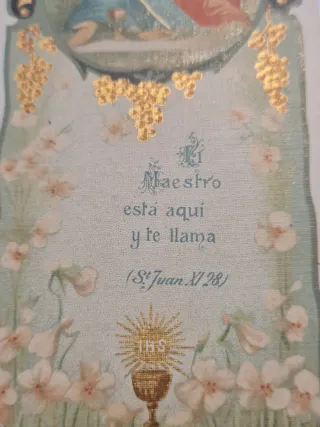 El
Maestro
está aquí
y te llama
(St Juan XI 28)
IHS